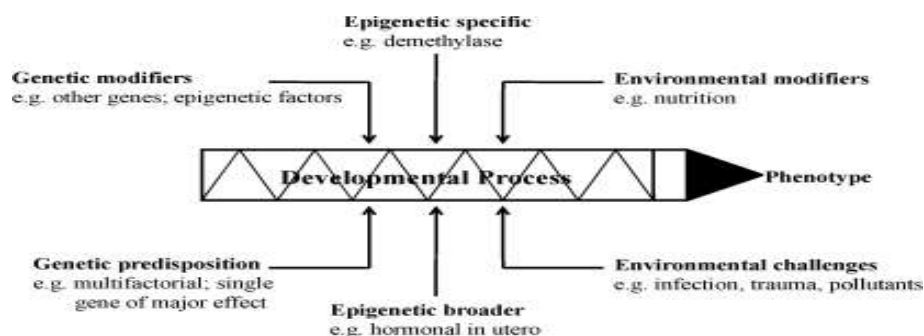 Epigenetic specific
e.g. demethylase
Genetic modifiers
e.g. other genes; epigenetic factors
Environmental modifiers
e.g. nutrition
Developmental Process
Phenotype
Genetic predisposition
e.g. multifactorial; single
gene of major effect
Epigenetic broader
e.g. hormonal in utero
Environmental challenges
e.g. infection, trauma, pollutants